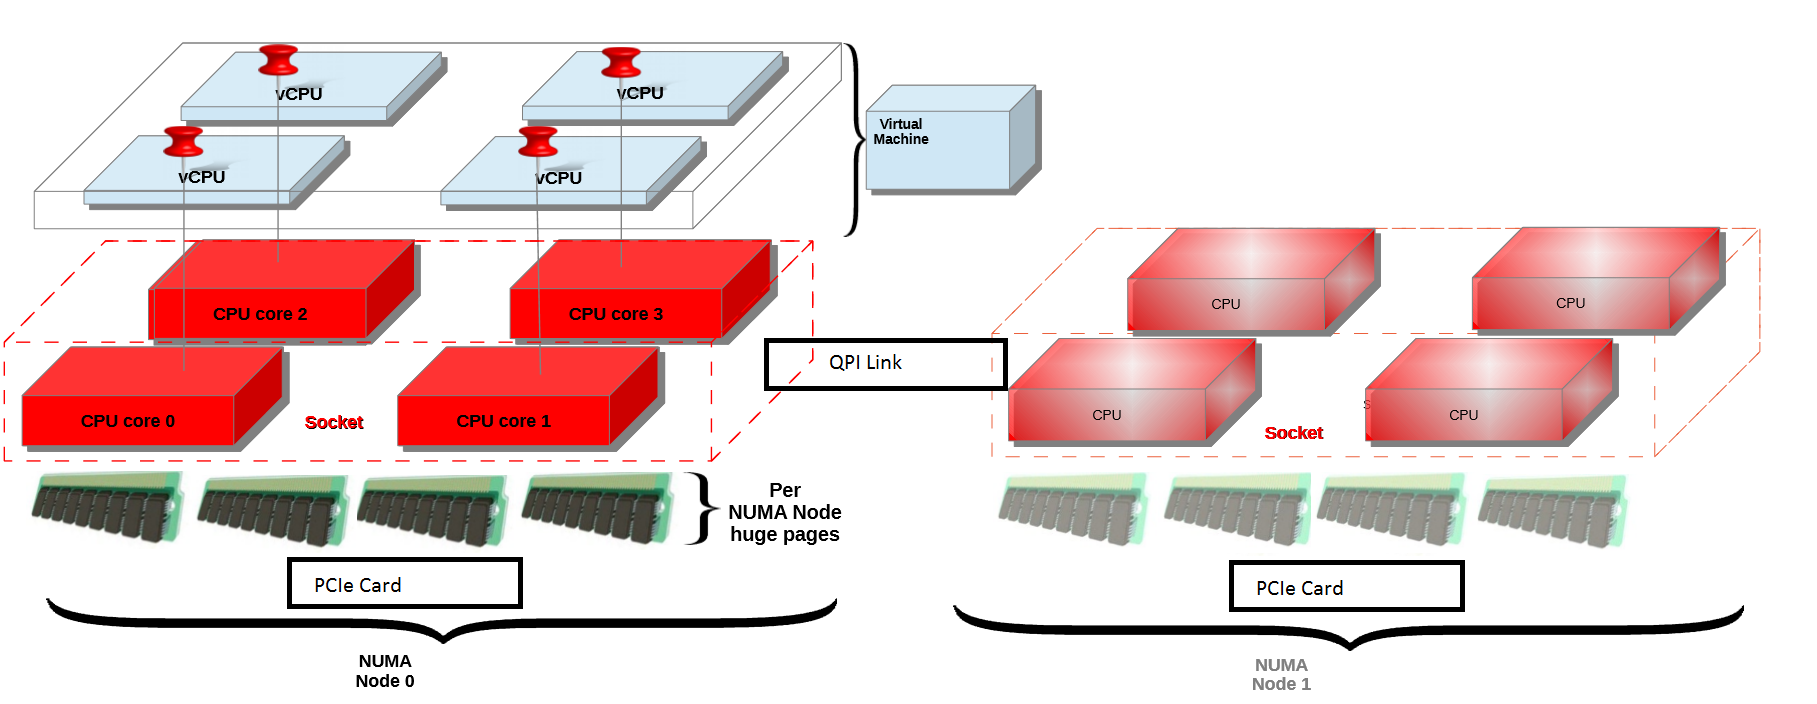 vCPU
vCPU
vCPU
vCPU
Virtual
Machine
CPU core 2
CPU core 3
CPU core 0
Socket
CPU core 1
QPI Link
CPU
CPU
CPU
S
CPU
Socket
Per
NUMA Node
huge pages
PCIe Card
PCIe Card
NUMA
Node 0
NUMA
Node 1